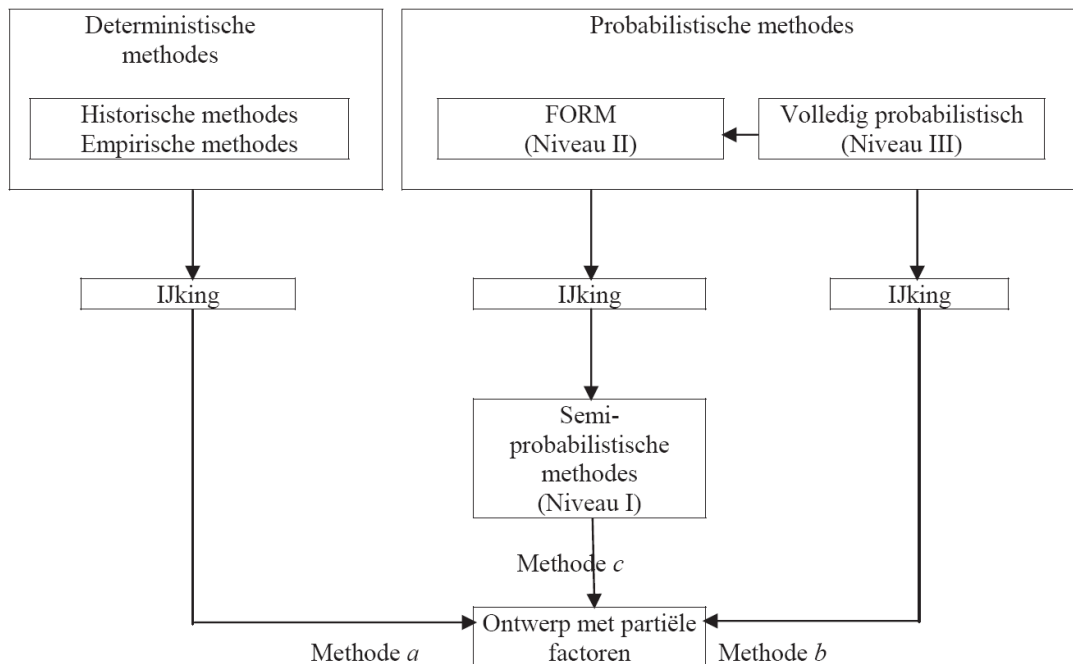 Deterministische
methodes
Historische methodes
Empirische methodes
Probabilistische methodes
FORM
(Niveau II)
Volledig probabilistisch
(Niveau III)
IJking
IJking
IJking
Semi-
probabilistische
methodes
(Niveau I)
Methode c
Ontwerp met partiële
factoren
Methode a
Methode b